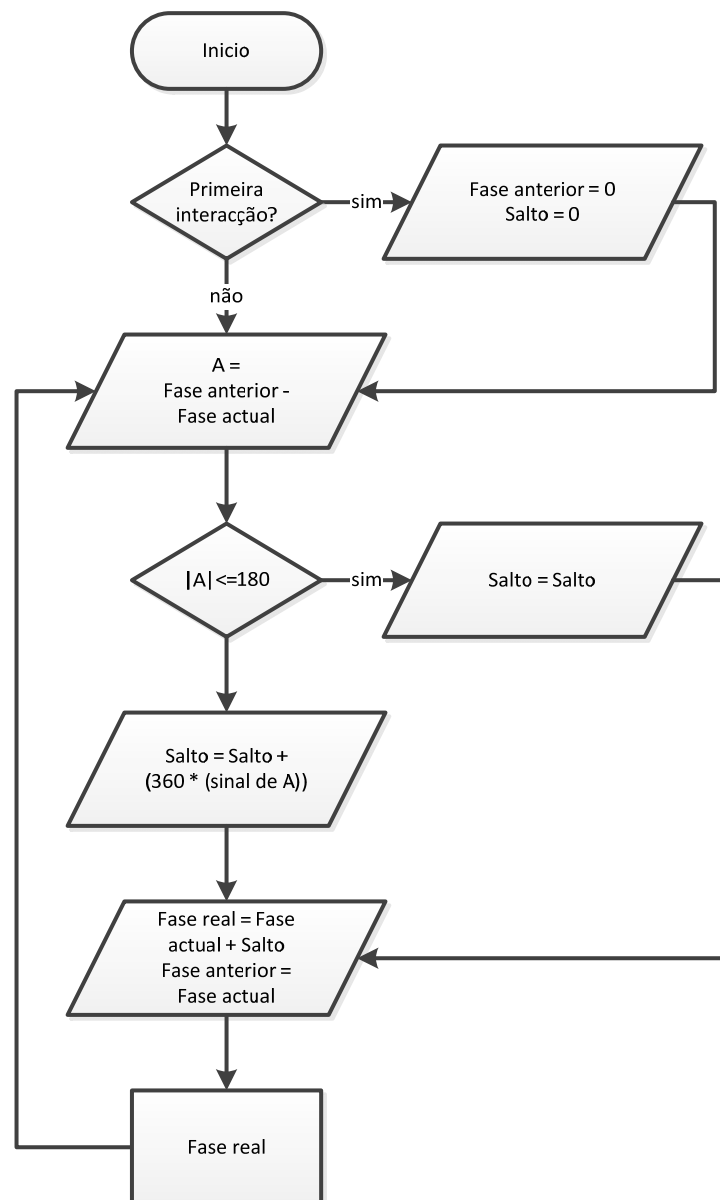 Inicio
Primeira
interacção?
sim
Fase anterior = 0
Salto = 0
não
A =
Fase anterior -
Fase actual
|A|<=180
sim
Salto = Salto
Salto = Salto +
(360 * (sinal de A))
Fase real = Fase
actual + Salto
Fase anterior =
Fase actual
Fase real